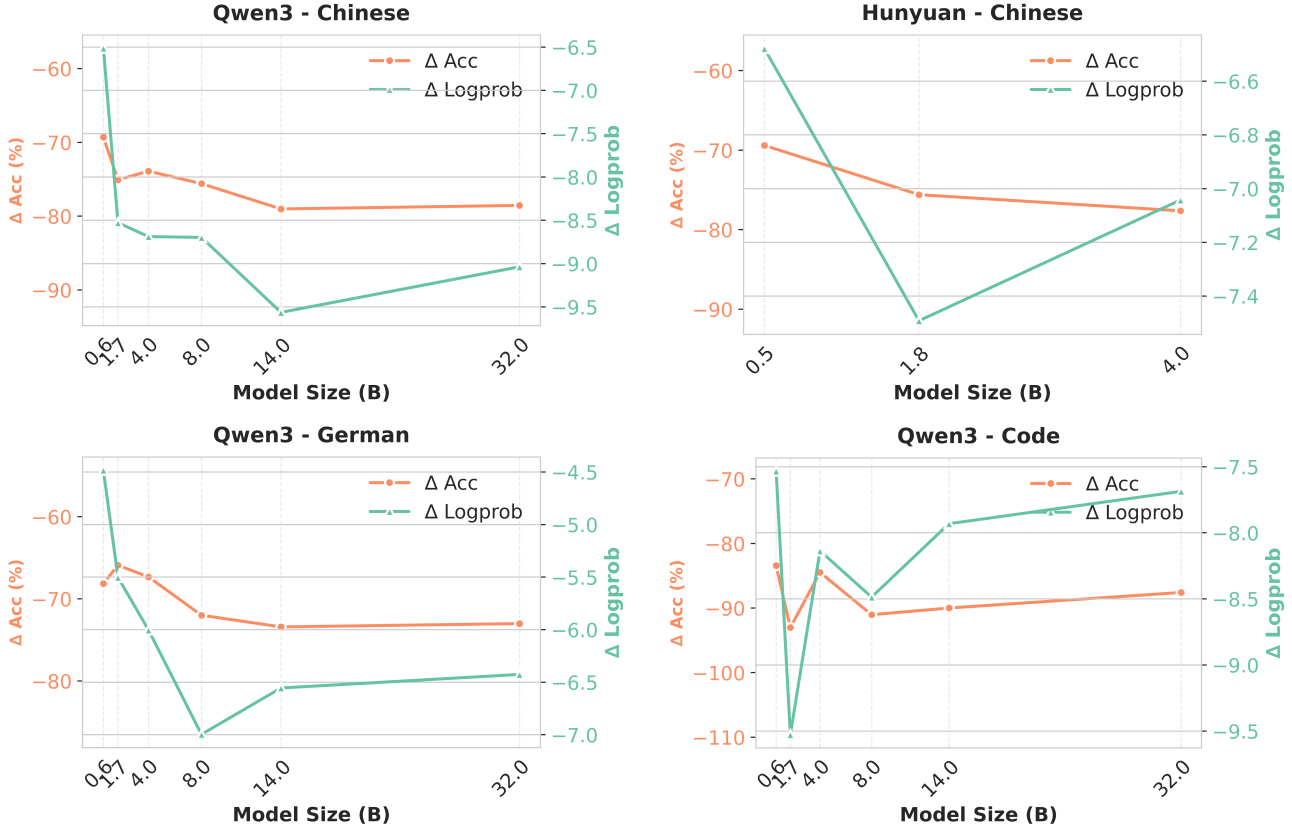 Qwen3 - Chinese
Δ Acc
Δ Logprob
−60
−70
−80
−90
Δ Acc (%)
−6.5
−7.0
−7.5
−8.0
−8.5
−9.0
−9.5
Δ Logprob
0.6
1.7
4.0
8.0
14.0
32.0
Model Size (B)
Hunyuan - Chinese
Δ Acc
Δ Logprob
−60
−70
−80
−90
Δ Acc (%)
−6.6
−6.8
−7.0
−7.2
−7.4
Δ Logprob
0.5
1.8
4.0
Model Size (B)
Qwen3 - German
Δ Acc
Δ Logprob
−60
−70
−80
Δ Acc (%)
−4.5
−5.0
−5.5
−6.0
−6.5
−7.0
Δ Logprob
0.6
1.7
4.0
8.0
14.0
32.0
Model Size (B)
Qwen3 - Code
Δ Acc
Δ Logprob
−70
−80
−90
−100
−110
Δ Acc (%)
−7.5
−8.0
−8.5
−9.0
−9.5
Δ Logprob
0.6
1.7
4.0
8.0
14.0
32.0
Model Size (B)